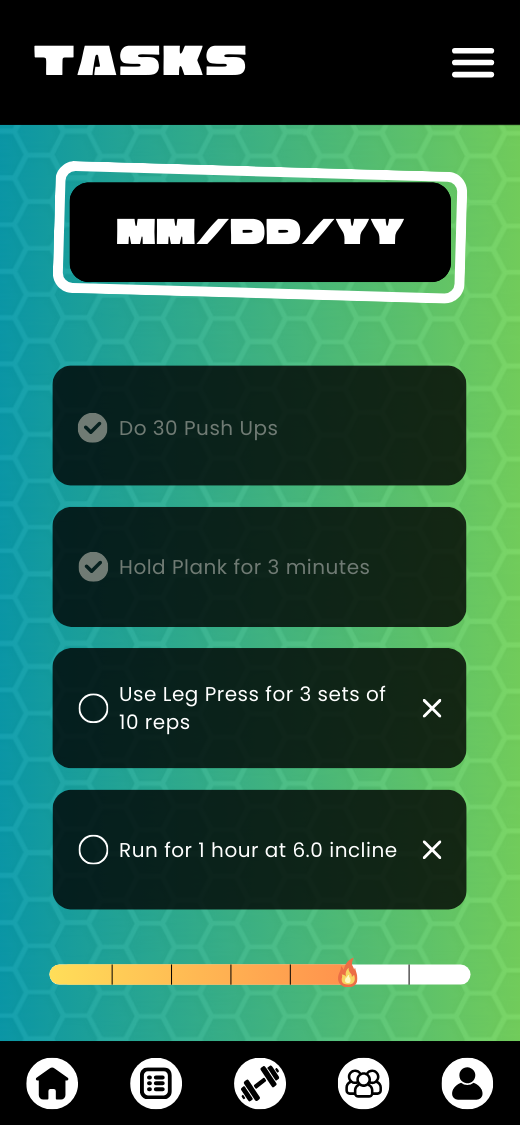 TASKS
MM/DD/YY
Do 30 Push Ups
Hold Plank for 3 minutes
Use Leg Press for 3 sets of
10 reps
Run for 1 hour at 6.0 incline